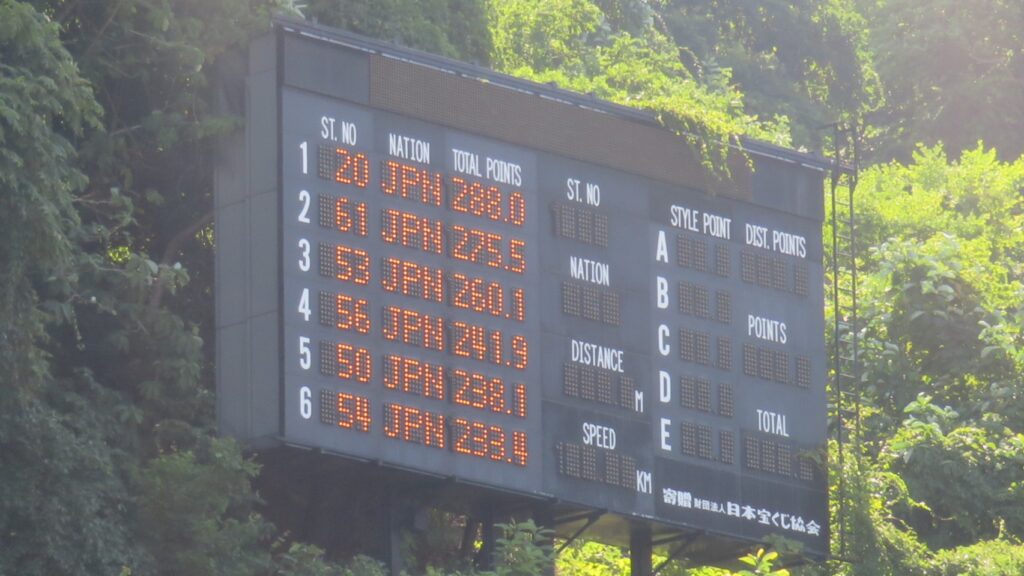 ST. NO NATION TOTAL POINTS
1 20 JPN 288.0
2 61 JPN 275.5
3 53 JPN 260.1
4 56 JPN 241.9
5 50 JPN 238.1
6 54 JPN 233.4
ST. NO
NATION
DISTANCE
M
SPEED
KM
STYLE POINT DIST. POINTS
A
B
C POINTS
D
E TOTAL
寄贈 財団法人 日本宝くじ協会